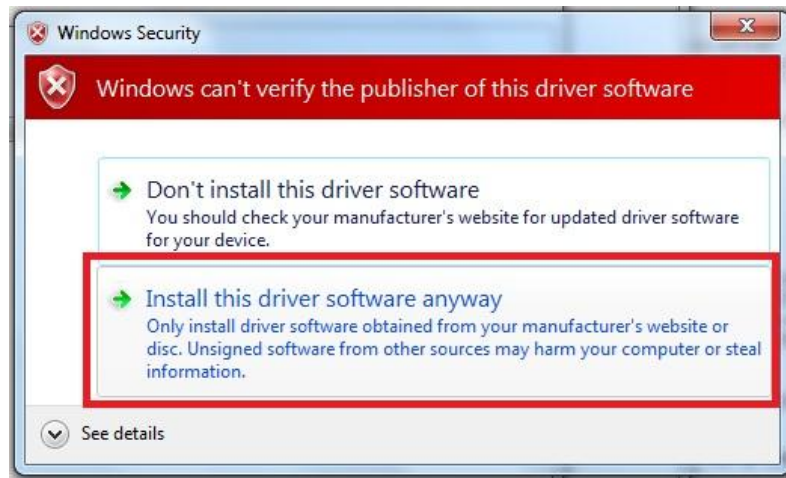 Windows Security
Windows can't verify the publisher of this driver software
Don't install this driver software
You should check your manufacturer's website for updated driver software
for your device.
Install this driver software anyway
Only install driver software obtained from your manufacturer's website or
disc. Unsigned software from other sources may harm your computer or steal
information.
See details